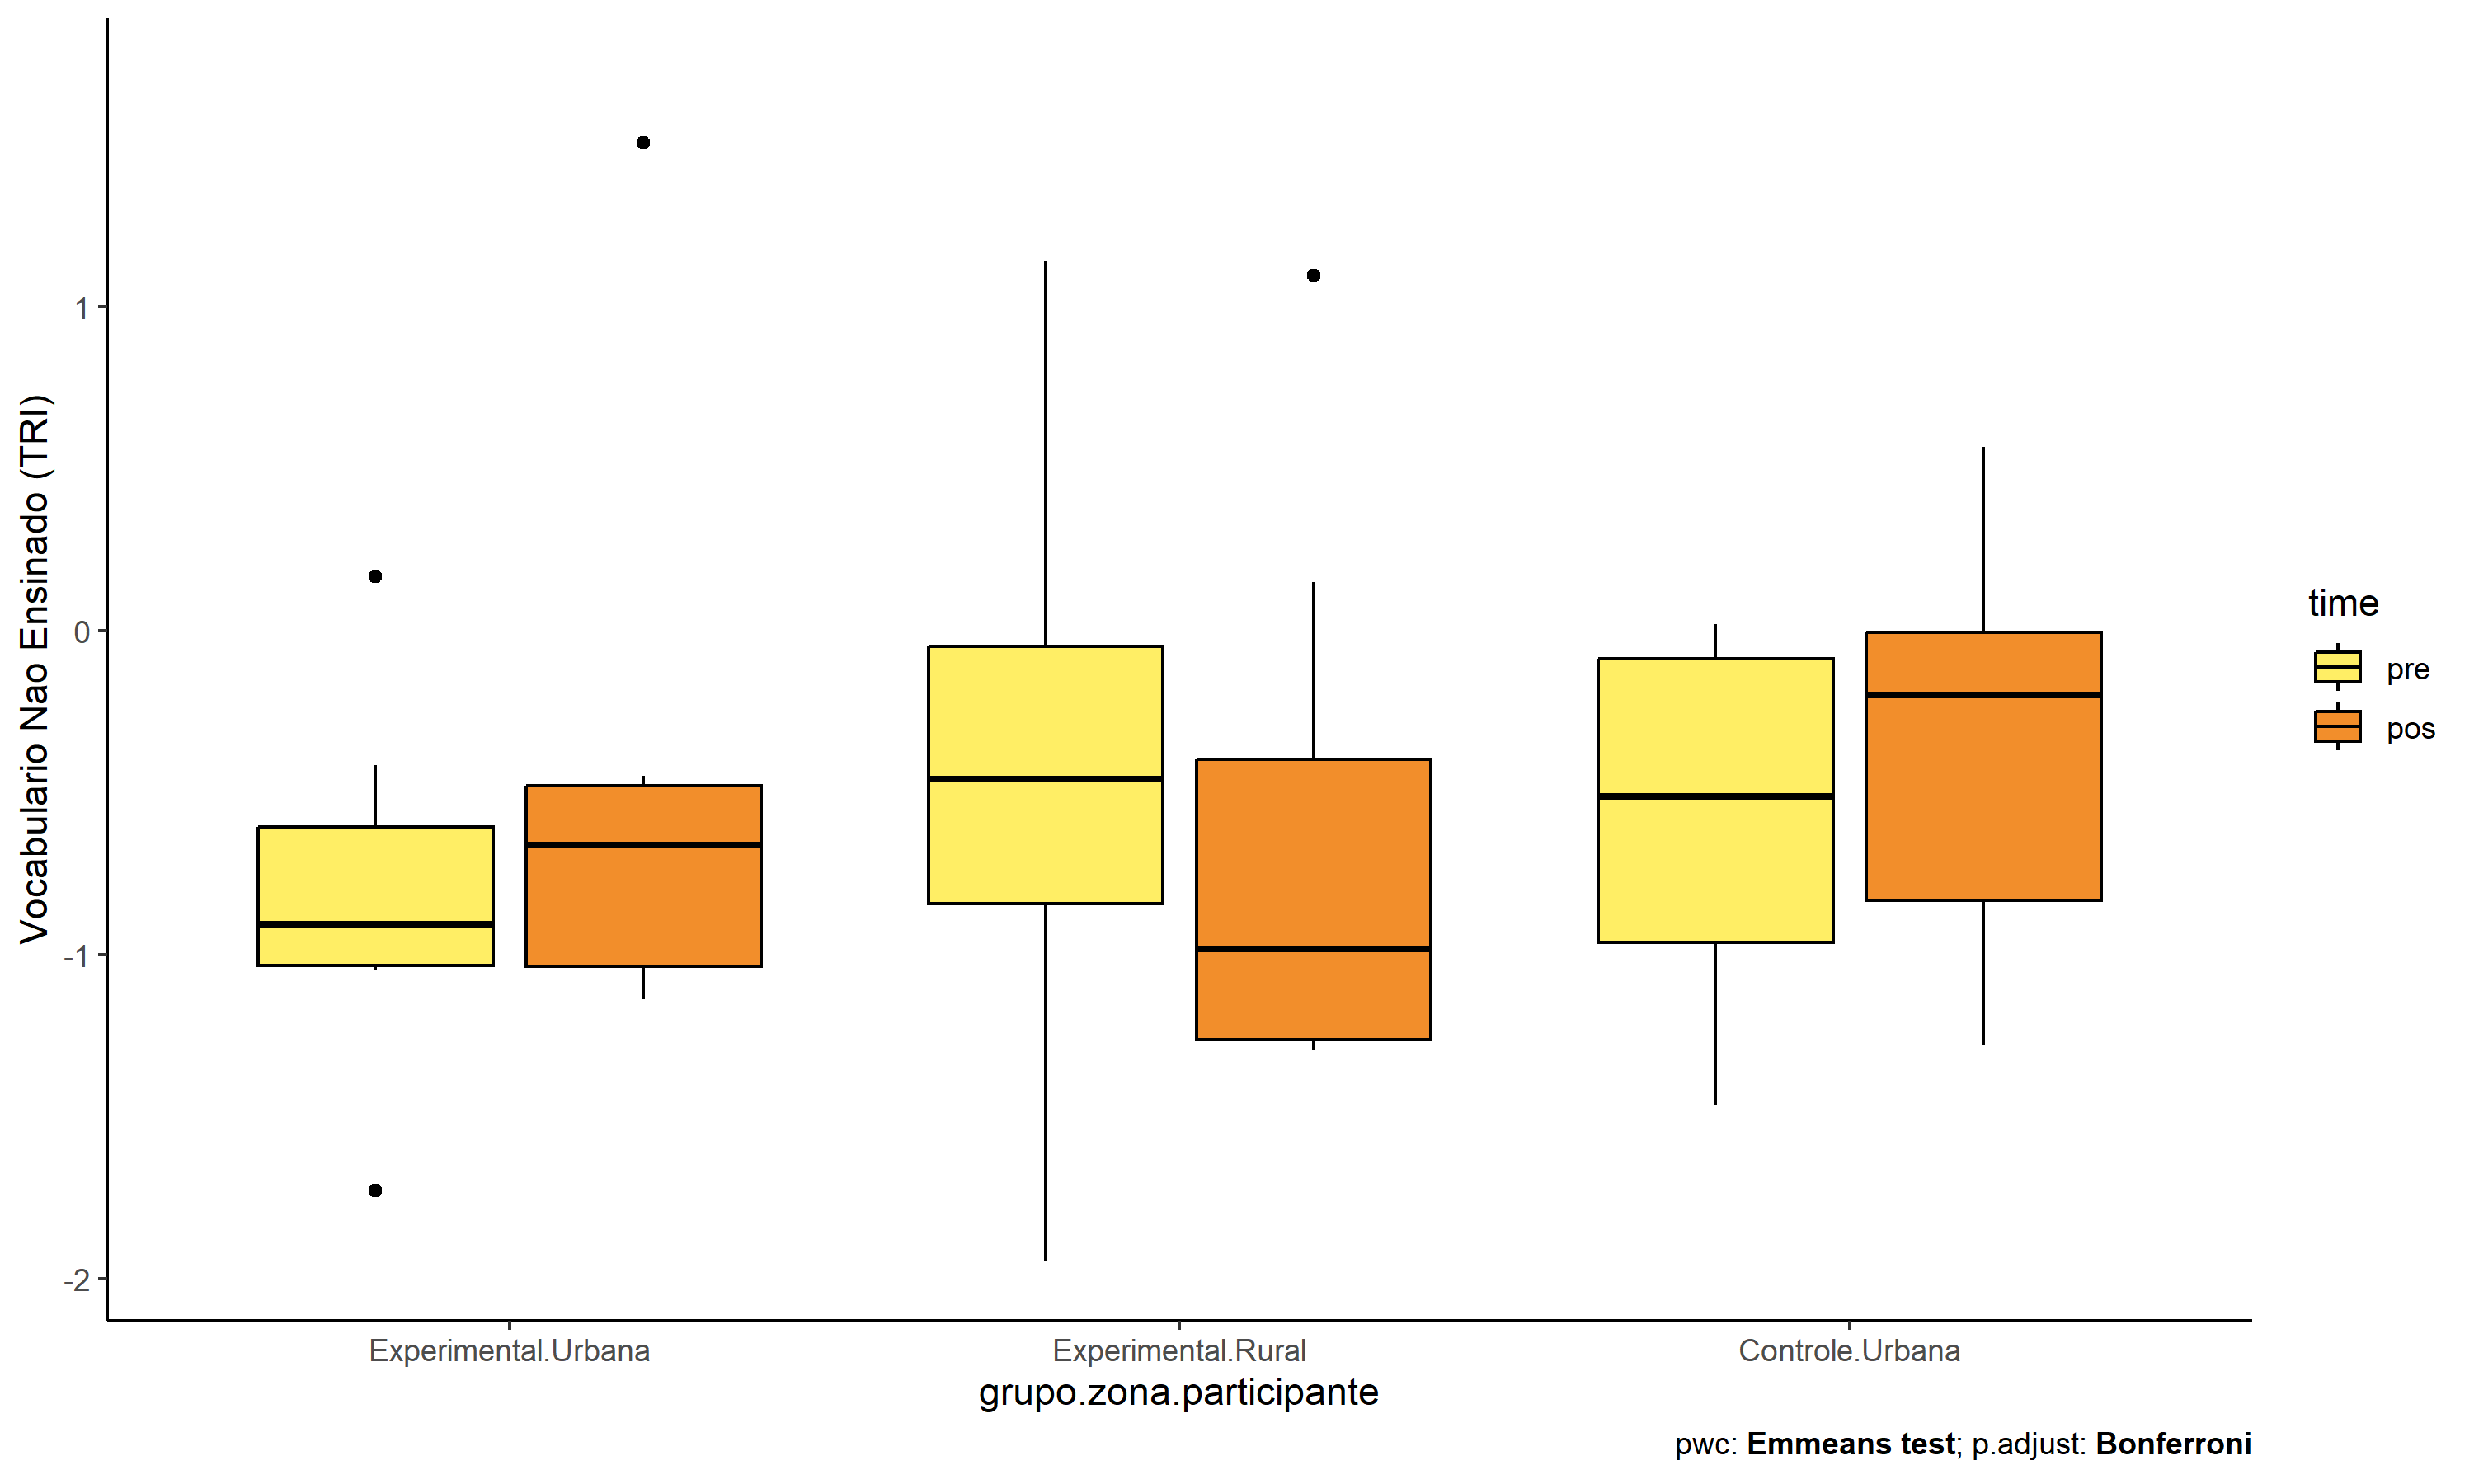 Vocabulario Nao Ensinado (TRI)
1
0
-1
-2
Experimental.Urbana
Experimental.Rural
Controle.Urbana
grupo.zona.participante
time
pre
pos
pwc: Emmeans test; p.adjust: Bonferroni